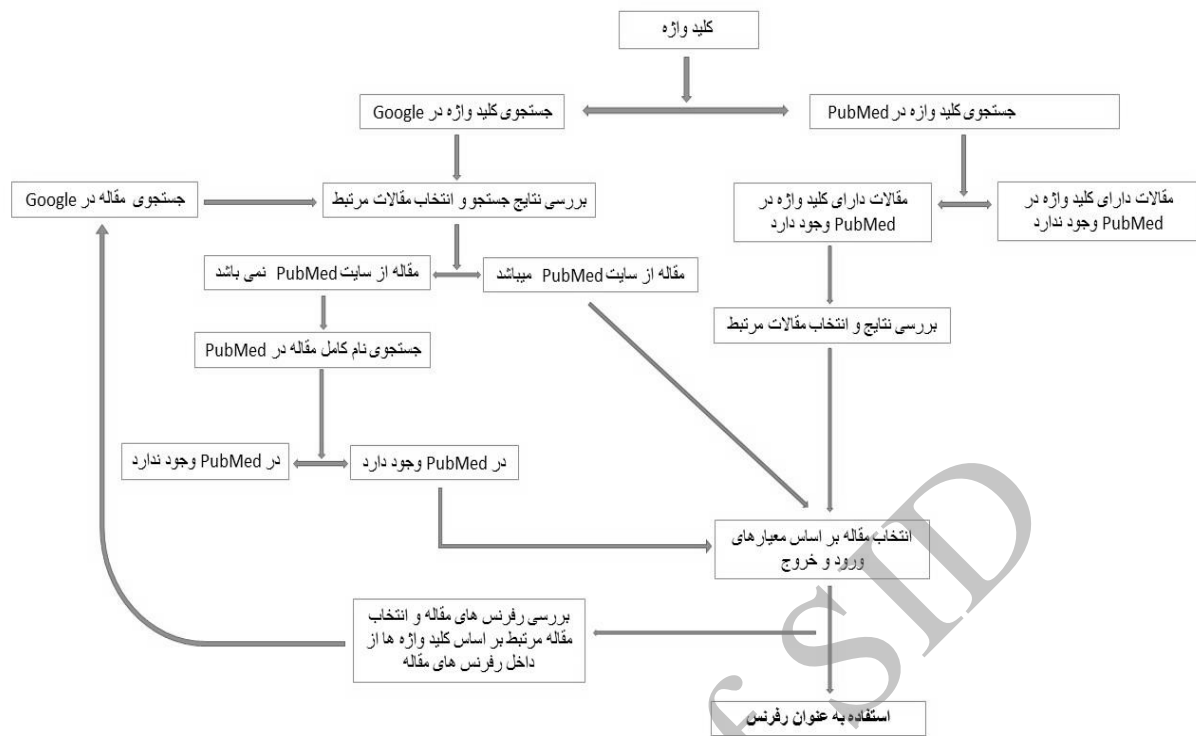 کلید واژه
جستجوی کلید واژه در Google
جستجوی کلید وازه در PubMed
جستجوی مقاله در Google
بررسی نتایج جستجو و انتخاب مقالات مرتبط
مقالات دارای کلید واژه در
PubMed وجود دارد
مقالات دارای کلید واژه در
PubMed وجود ندارد
مقاله از سایت PubMed نمی باشد
مقاله از سایت PubMed میباشد
بررسی نتایج و انتخاب مقالات مرتبط
جستجوی نام کامل مقاله در PubMed
در PubMed وجود ندارد
در PubMed وجود دارد
انتخاب مقاله بر اساس معیارهای
ورود و خروج
بررسی رفرنس های مقاله و انتخاب
مقاله مرتبط بر اساس کلید واژه ها از
داخل رفرنس های مقاله
استفاده به عنوان رفرنس
f SID